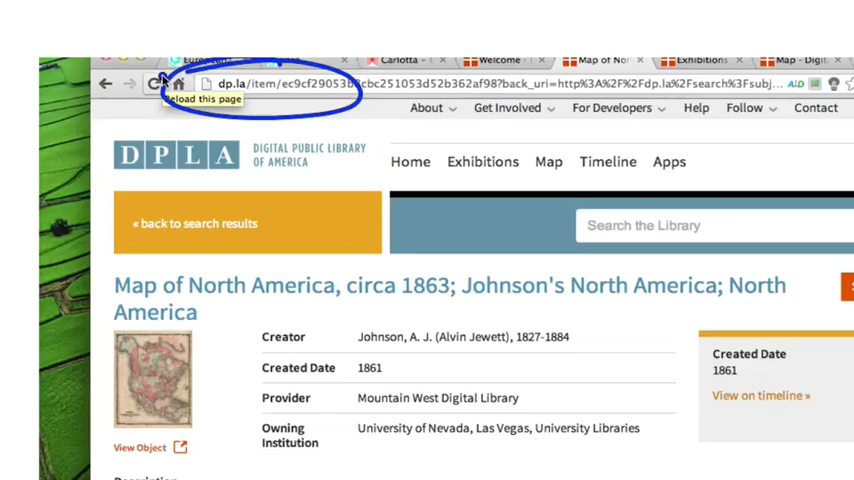 Carlotta - Welcome - Map of No Exhibitions Map - Digit.
dp.la/item/ec9cf29053b cbc251053d52b362af98?back_uri=http%3A%2F%2Fdp.la%2Fsearch%3Fsubj...
Reload this page
About Get Involved For Developers Help Follow Contact
DPLA DIGITAL PUBLIC LIBRARY
OF AMERICA
Home Exhibitions Map Timeline Apps
« back to search results
Search the Library
Map of North America, circa 1863; Johnson's North America; North
America
Creator Johnson, A. J. (Alvin Jewett), 1827-1884
Created Date 1861
Provider Mountain West Digital Library
Owning Institution University of Nevada, Las Vegas, University Libraries
Created Date
1861
View on timeline »
View Object